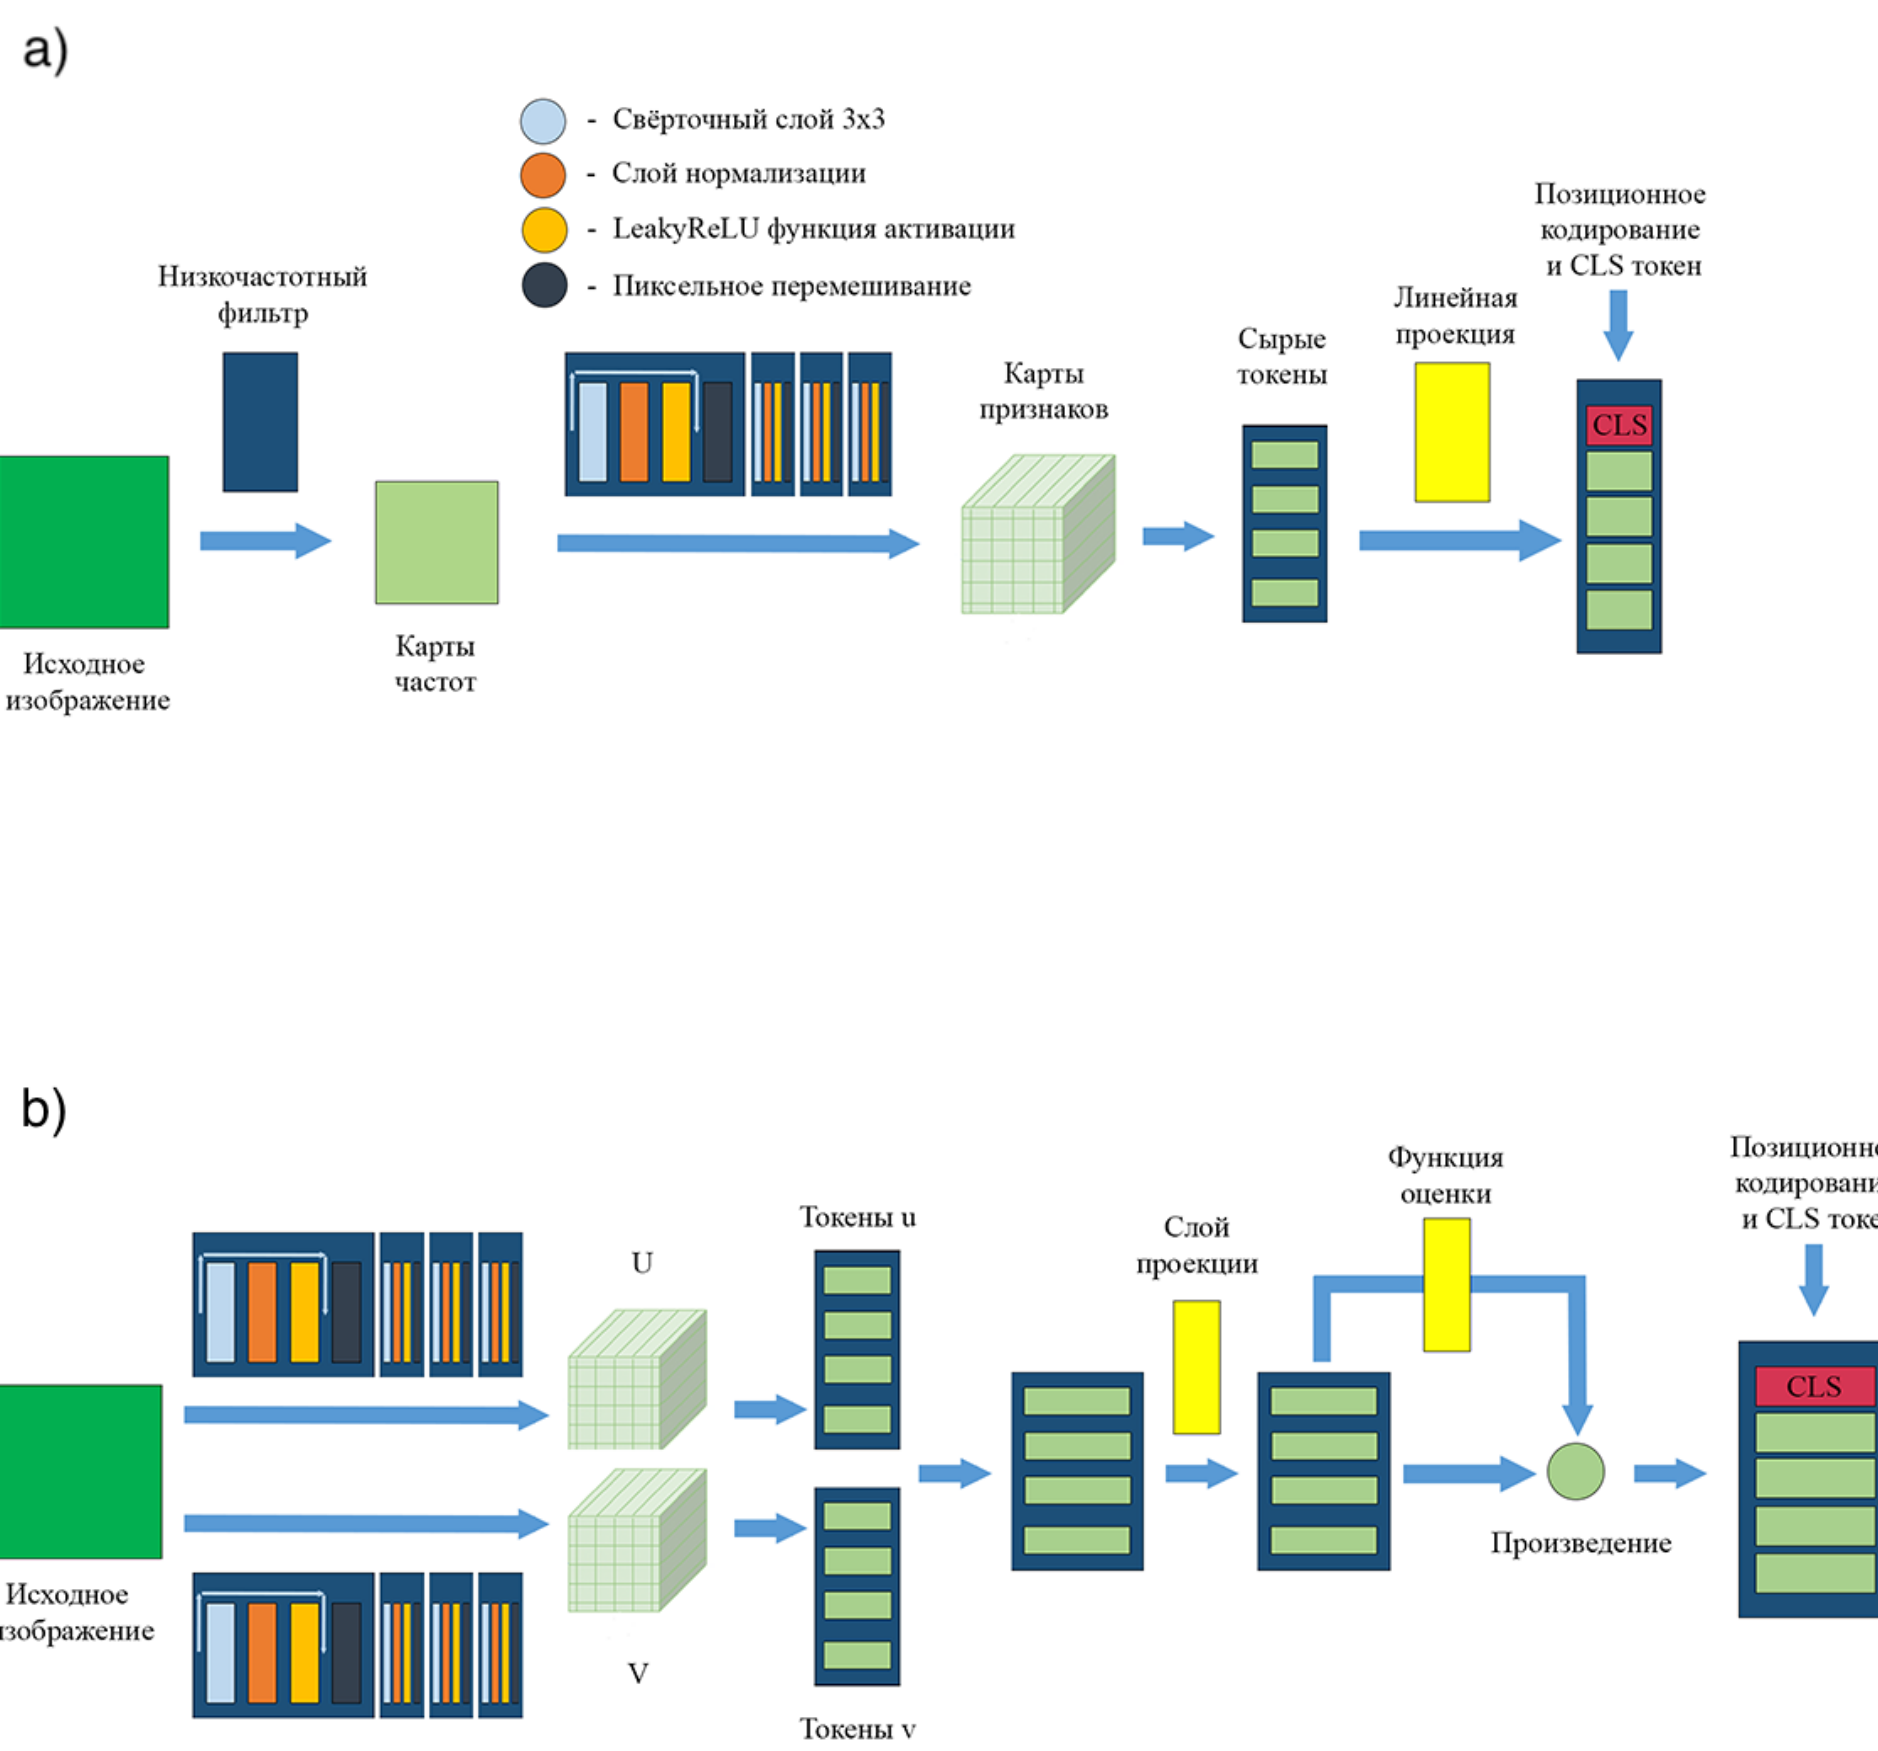 a)
- Свёрточный слой 3x3
- Слой нормализации
- LeakyReLU функция активации
- Пиксельное перемешивание
Низкочастотный
фильтр
Исходное
изображение
Карты
частот
Карты
признаков
Сырые
токены
Линейная
проекция
Позиционное
кодирование
и CLS токен
CLS
b)
Исходное
изображение
U
V
Токены u
Токены v
Слой
проекции
Функция
оценки
Произведение
Позиционно
кодировани
и CLS токе
CLS